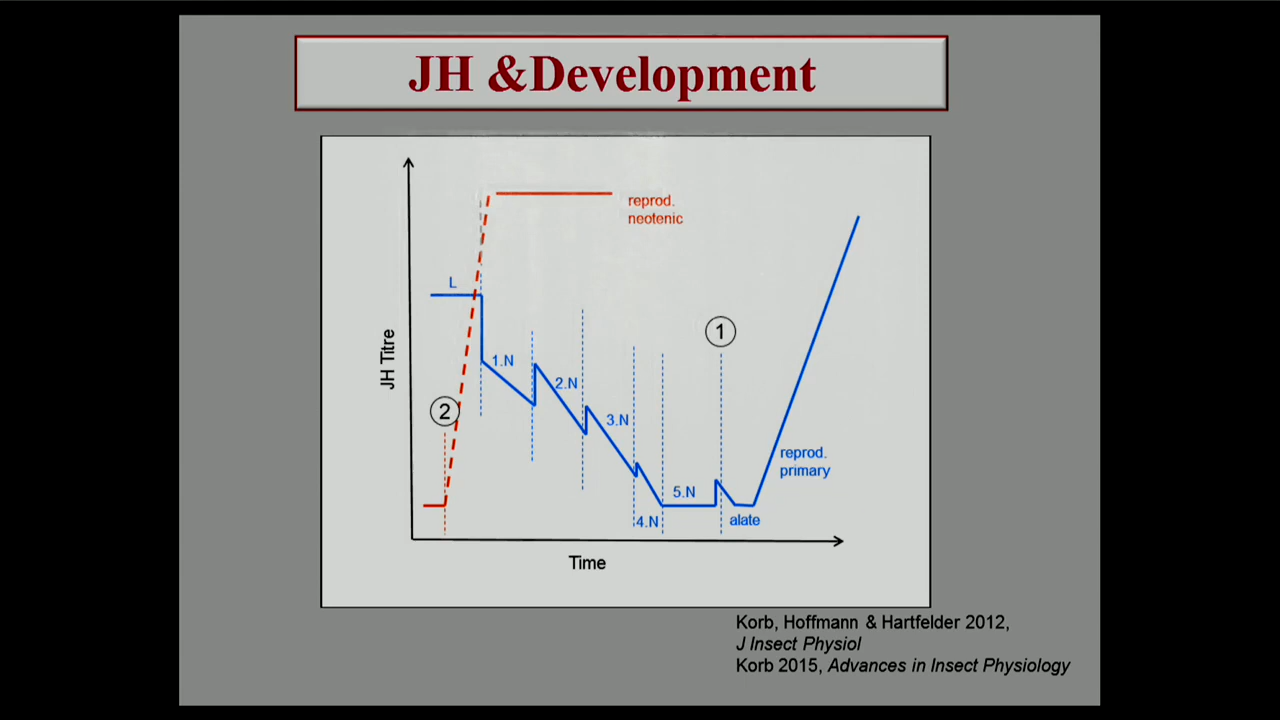 JH &Development
reprod.
neotenic
L
1
1.N
2.N
JH Titre
2
3.N
reprod.
primary
5.N
4.N
alate
Time
Korb, Hoffmann & Hartfelder 2012,
J Insect Physiol
Korb 2015, Advances in Insect Physiology